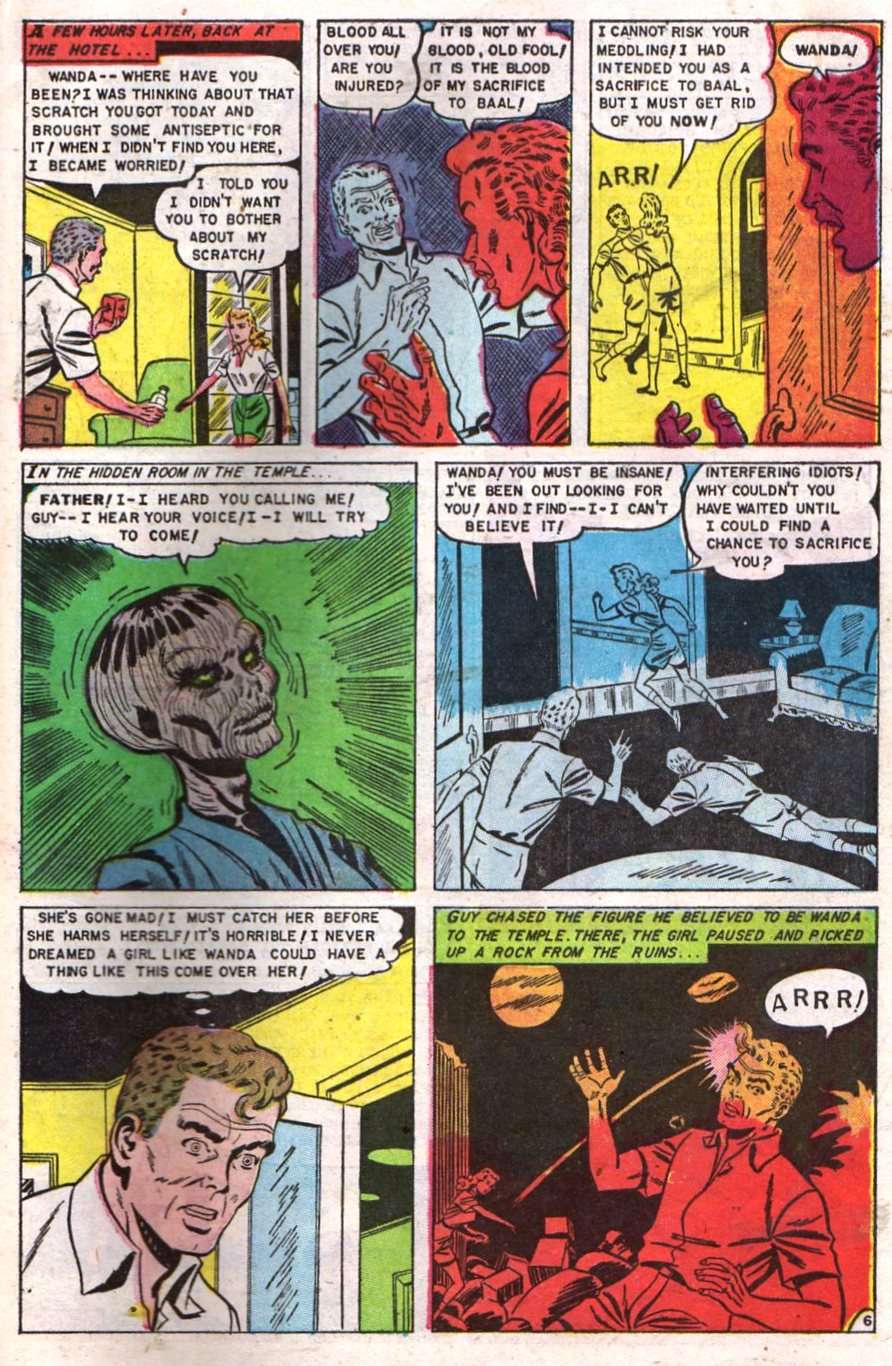 A FEW HOURS LATER, BACK AT
THE HOTEL...
WANDA-- WHERE HAVE YOU
BEEN? I WAS THINKING ABOUT THAT
SCRATCH YOU GOT TODAY AND
BROUGHT SOME ANTISEPTIC FOR
IT! WHEN I DIDN'T FIND YOU HERE,
I BECAME WORRIED!
I TOLD YOU
I DIDN'T WANT
YOU TO BOTHER
ABOUT MY
SCRATCH!
BLOOD ALL
OVER YOU!
ARE YOU
INJURED?
IT IS NOT MY
BLOOD, OLD FOOL!
IT IS THE BLOOD
OF MY SACRIFICE
TO BAAL!
I CANNOT RISK YOUR
MEDDLING! I HAD
INTENDED YOU AS A
SACRIFICE TO BAAL,
BUT I MUST GET RID
OF YOU NOW!
WANDA!
ARR!
IN THE HIDDEN ROOM IN THE TEMPLE...
FATHER! I-I HEARD YOU CALLING ME!
GUY-- I HEAR YOUR VOICE! I-I WILL TRY
TO COME!
WANDA! YOU MUST BE INSANE!
I'VE BEEN OUT LOOKING FOR
YOU! AND I FIND--I-I CAN'T
BELIEVE IT!
INTERFERING IDIOTS!
WHY COULDN'T YOU
HAVE WAITED UNTIL
I COULD FIND A
CHANCE TO SACRIFICE
YOU?
SHE'S GONE MAD! I MUST CATCH HER BEFORE
SHE HARMS HERSELF! IT'S HORRIBLE! I NEVER
DREAMED A GIRL LIKE WANDA COULD HAVE A
THING LIKE THIS COME OVER HER!
GUY CHASED THE FIGURE HE BELIEVED TO BE WANDA
TO THE TEMPLE. THERE, THE GIRL PAUSED AND PICKED
UP A ROCK FROM THE RUINS...
ARRR!
6